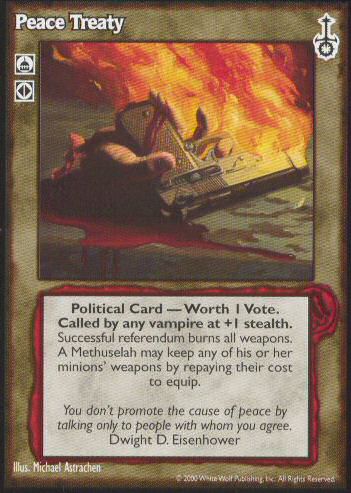 Peace Treaty
Political Card — Worth 1 Vote.
Called by any vampire at +1 stealth.
Successful referendum burns all weapons.
A Methuselah may keep any of his or her
minions' weapons by repaying their cost
to equip.
You don't promote the cause of peace by
talking only to people with whom you agree.
Dwight D. Eisenhower
Illus. Michael Astrachen
© 2000 White Wolf Publishing, Inc. All Rights Reserved.